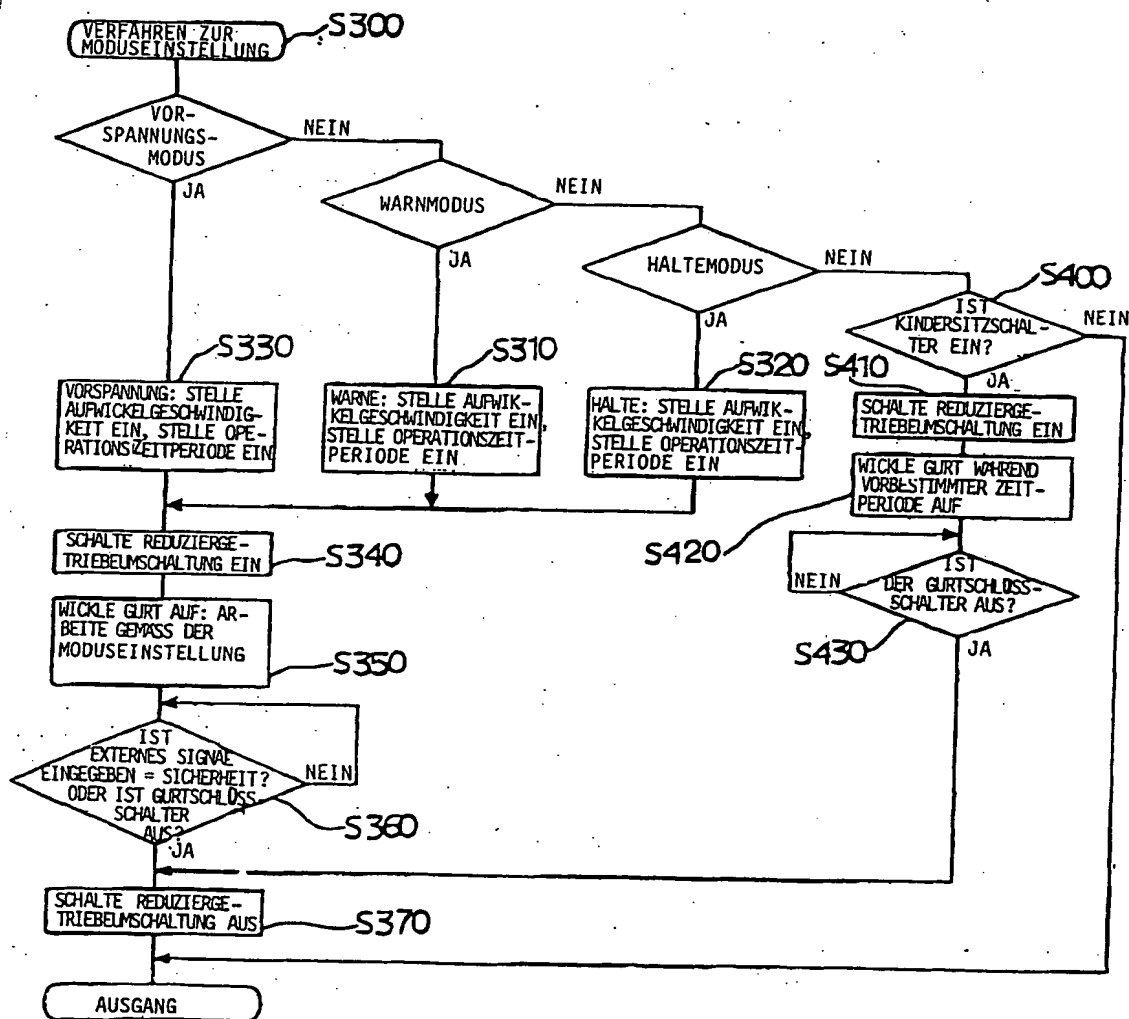 VERFAHREN ZUR
MODUSEINSTELLUNG
S300
VOR-
SPANNUNGS-
MODUS
NEIN
JA
WARNMODUS
NEIN
JA
HALTEMODUS
NEIN
JA
S400
IST
KINDERSITZSCHAL-
TER EIN?
NEIN
JA
S330
VORSPANNUNG: STELLE
AUFWICKELGESCHWINDIG-
KEIT EIN, STELLE OPE-
RATIONSZEITPERIODE EIN
S310
WARNE: STELLE AUFWIK-
KELGESCHWINDIGKEIT EIN,
STELLE OPERATIONSZEIT-
PERIODE EIN
S320
HALTE: STELLE AUFWIK-
KELGESCHWINDIGKEIT EIN,
STELLE OPERATIONSZEIT-
PERIODE EIN
S410
SCHALTE REDUZIERGE-
TRIEBEUMSCHALTUNG EIN
WICKLE GURT WÄHREND
VORBESTIMMTER ZEIT-
PERIODE AUF
S420
SCHALTE REDUZIERGE-
TRIEBEUMSCHALTUNG EIN
S340
IST
DER GURTSCHLOSS-
SCHALTER AUS?
NEIN
JA
S430
WICKLE GURT AUF: AR-
BEITE GEMÄSS DER
MODUSEINSTELLUNG
S350
IST
EXTERNES SIGNAL
EINGEGEBEN = SICHERHEIT?
ODER IST GURTSCHLOSS-
SCHALTER
AUS?
NEIN
S360
JA
SCHALTE REDUZIERGE-
TRIEBEUMSCHALTUNG AUS
S370
AUSGANG